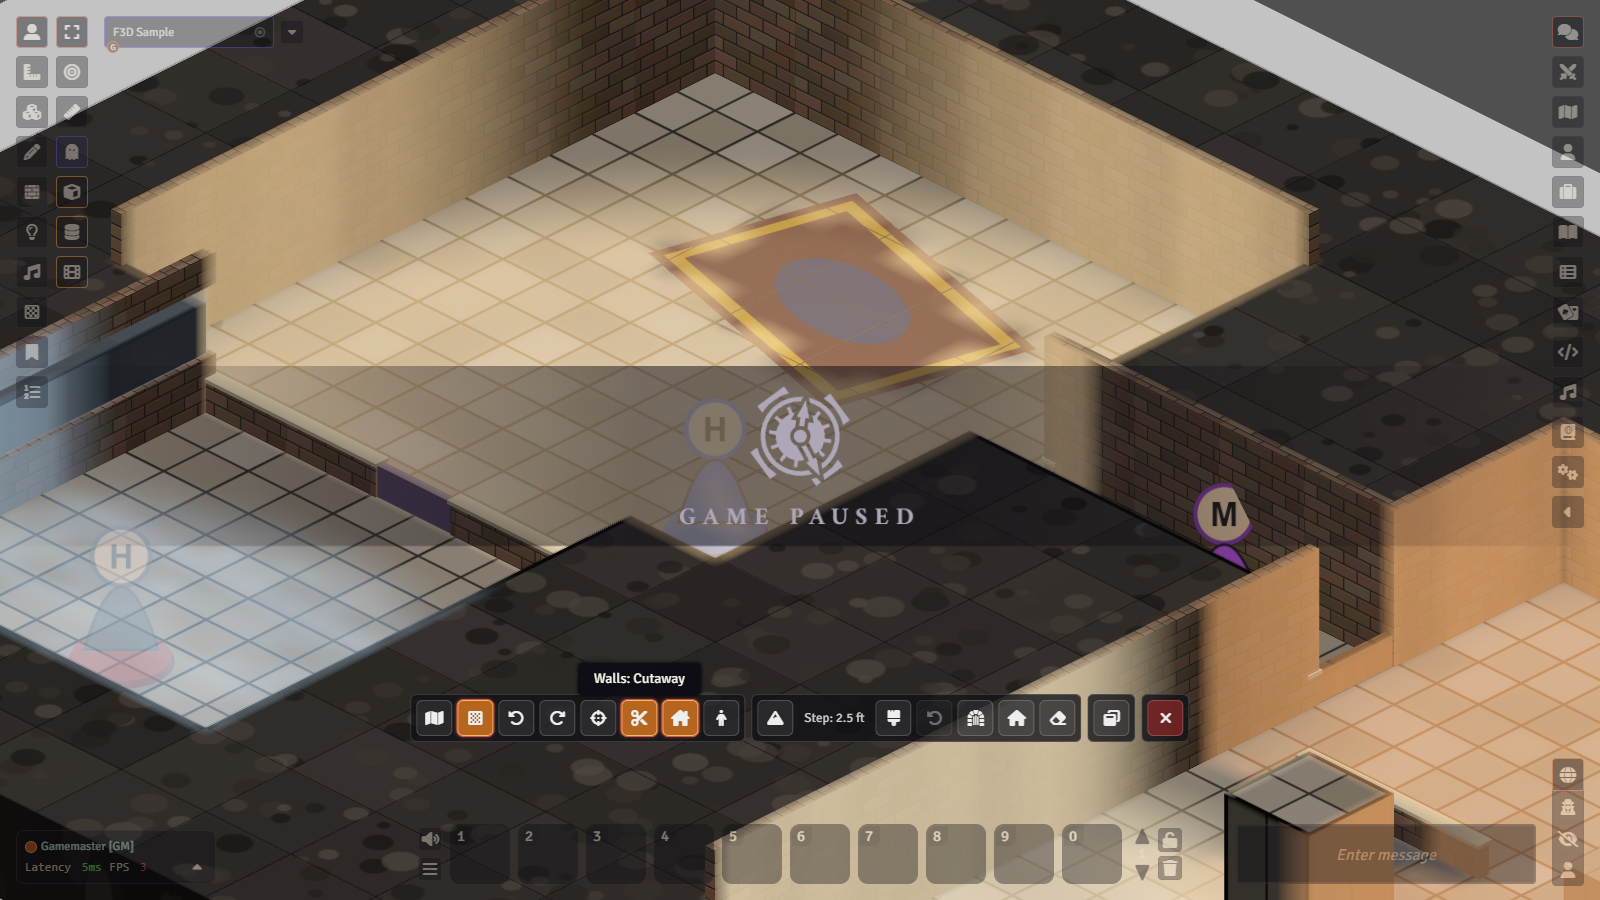 F3D Sample
G
H
GAME PAUSED
M
H
Walls: Cutaway
Step: 2.5 ft
Gamemaster [GM]
Latency 5ms FPS 3
1 2 3 4 5 6 7 8 9 0
Enter message